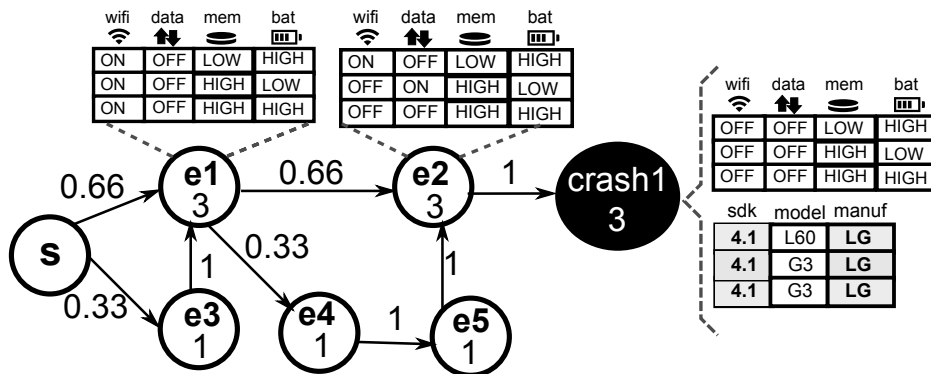 wifi data mem bat
ON OFF LOW HIGH
ON OFF HIGH LOW
ON OFF HIGH HIGH
wifi data mem bat
ON OFF LOW HIGH
OFF ON HIGH LOW
OFF OFF HIGH HIGH
wifi data mem bat
OFF OFF LOW HIGH
OFF OFF HIGH LOW
OFF OFF HIGH HIGH
sdk model manuf
4.1 L60 LG
4.1 G3 LG
4.1 G3 LG
s
0.66
e1
3
0.66
e2
3
1
crash1
3
0.33
e3
1
1
0.33
e4
1
1
e5
1
1